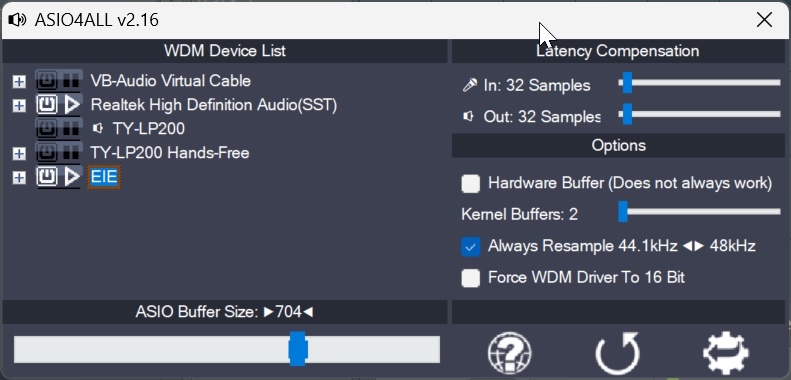 ASIO4ALL v2.16
WDM Device List
VB-Audio Virtual Cable
Realtek High Definition Audio(SST)
TY-LP200
TY-LP200 Hands-Free
EIE
ASIO Buffer Size: ▶704◀
Latency Compensation
In: 32 Samples
Out: 32 Samples
Options
Hardware Buffer (Does not always work)
Kernel Buffers: 2
Always Resample 44.1kHz ◀▶ 48kHz
Force WDM Driver To 16 Bit